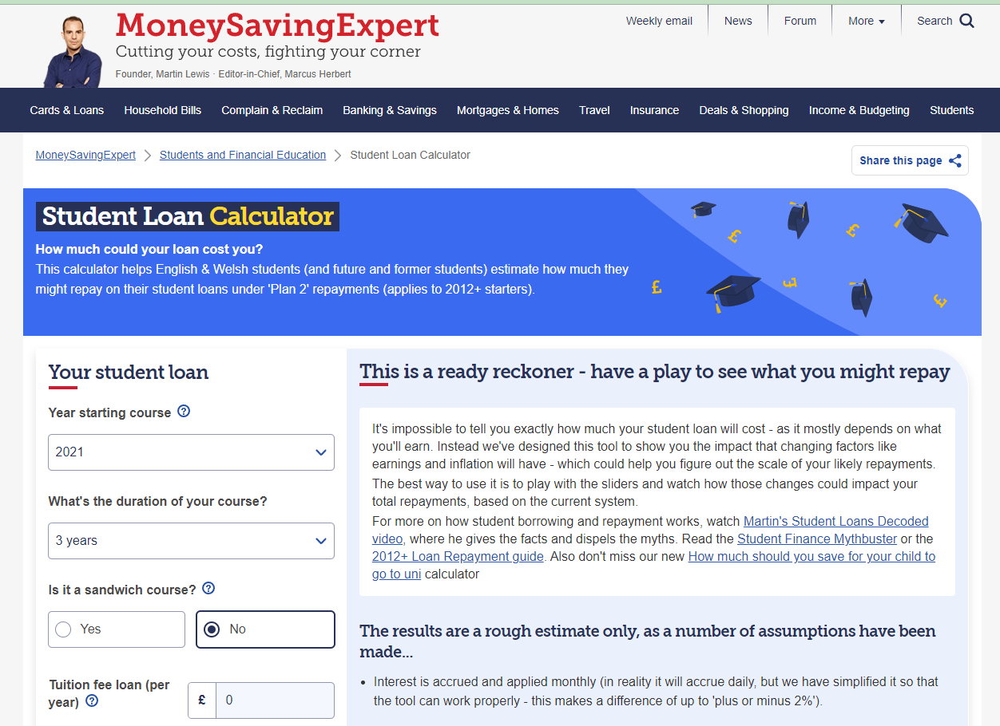 MoneySavingExpert
Cutting your costs, fighting your corner
Founder, Martin Lewis · Editor-in-Chief, Marcus Herbert
Weekly email
News
Forum
More
Search
Cards & Loans
Household Bills
Complain & Reclaim
Banking & Savings
Mortgages & Homes
Travel
Insurance
Deals & Shopping
Income & Budgeting
Students
MoneySavingExpert
Students and Financial Education
Student Loan Calculator
Share this page
Student Loan Calculator
How much could your loan cost you?
This calculator helps English & Welsh students (and future and former students) estimate how much they
might repay on their student loans under 'Plan 2' repayments (applies to 2012+ starters).
£
£
£
£
£
Your student loan
Year starting course ?
2021
What's the duration of your course?
3 years
Is it a sandwich course? ?
Yes
No
Tuition fee loan (per
year) ?
£
0
This is a ready reckoner - have a play to see what you might repay
It's impossible to tell you exactly how much your student loan will cost - as it mostly depends on what
you'll earn. Instead we've designed this tool to show you the impact that changing factors like
earnings and inflation will have - which could help you figure out the scale of your likely repayments.
The best way to use it is to play with the sliders and watch how those changes could impact your
total repayments, based on the current system.
For more on how student borrowing and repayment works, watch Martin's Student Loans Decoded
video, where he gives the facts and dispels the myths. Read the Student Finance Mythbuster or the
2012+ Loan Repayment guide. Also don't miss our new How much should you save for your child to
go to uni calculator
The results are a rough estimate only, as a number of assumptions have been
made...
• Interest is accrued and applied monthly (in reality it will accrue daily, but we have simplified it so that
the tool can work properly - this makes a difference of up to 'plus or minus 2%').